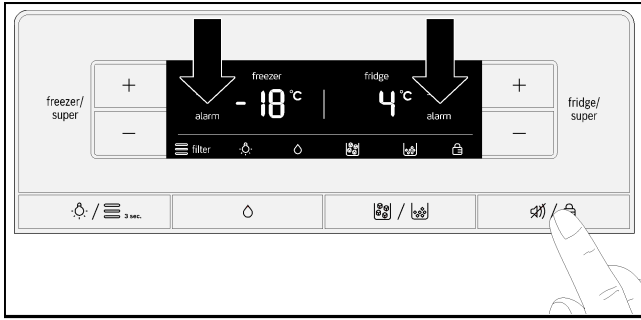 freezer/
super
+
−
freezer
alarm
-18 °C
fridge
4 °C
alarm
filter
+
−
fridge/
super
/ 3 sec.
/
/